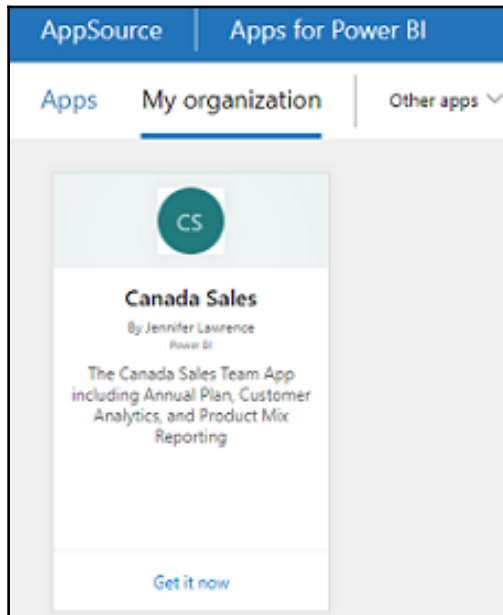 AppSource Apps for Power BI
Apps My organization Other apps
CS
Canada Sales
By Jennifer Lawrence
Power BI
The Canada Sales Team App
including Annual Plan, Customer
Analytics, and Product Mix
Reporting
Get it now